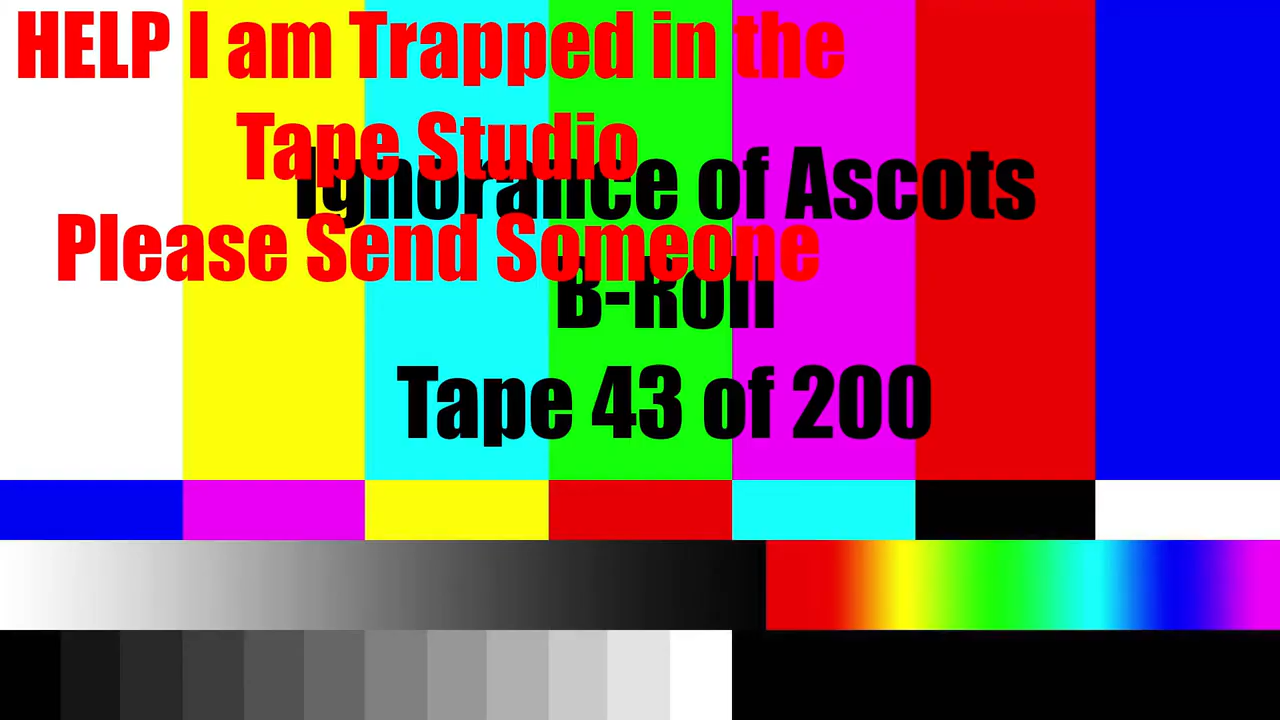 HELP I am Trapped in the
Tape Studio
Ignorance of Ascots
Please Send Someone
B-Roll
Tape 43 of 200